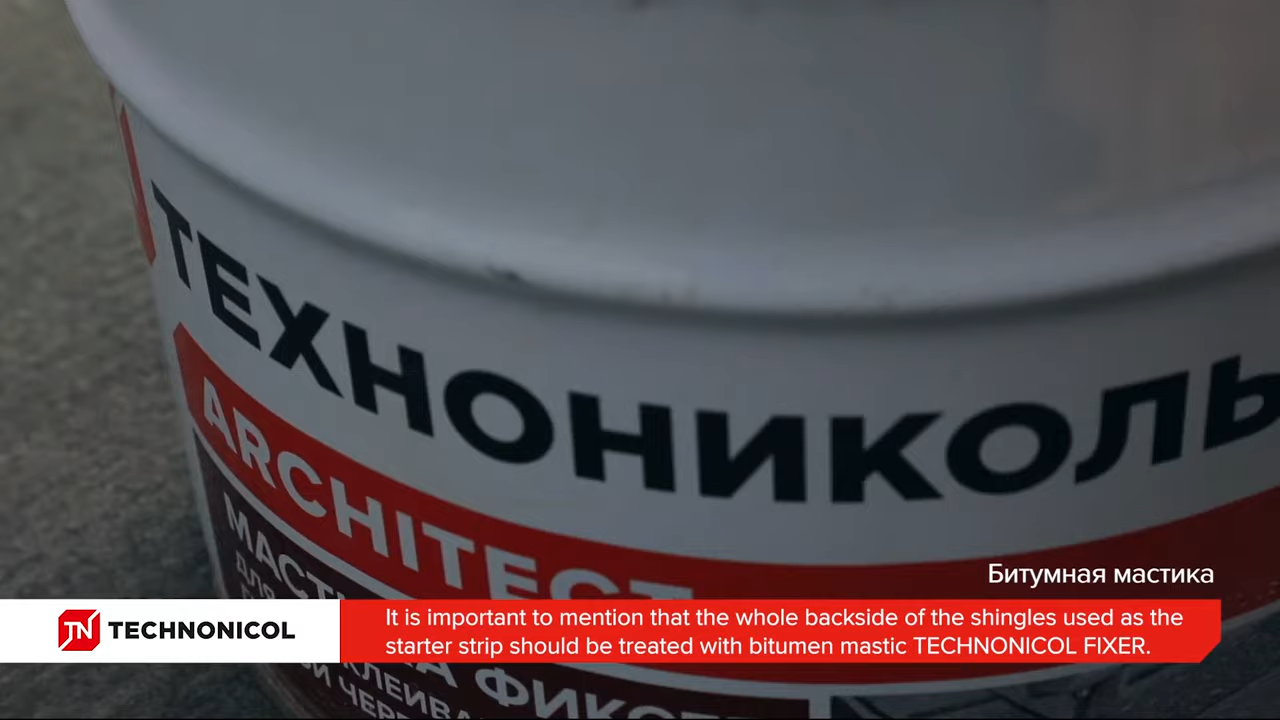 ТЕХНОНИКОЛЬ
ARCHITECT
Битумная мастика
It is important to mention that the whole backside of the shingles used as the
TECHNONICOL
starter strip should be treated with bitumen mastic TECHNONICOL FIXER.